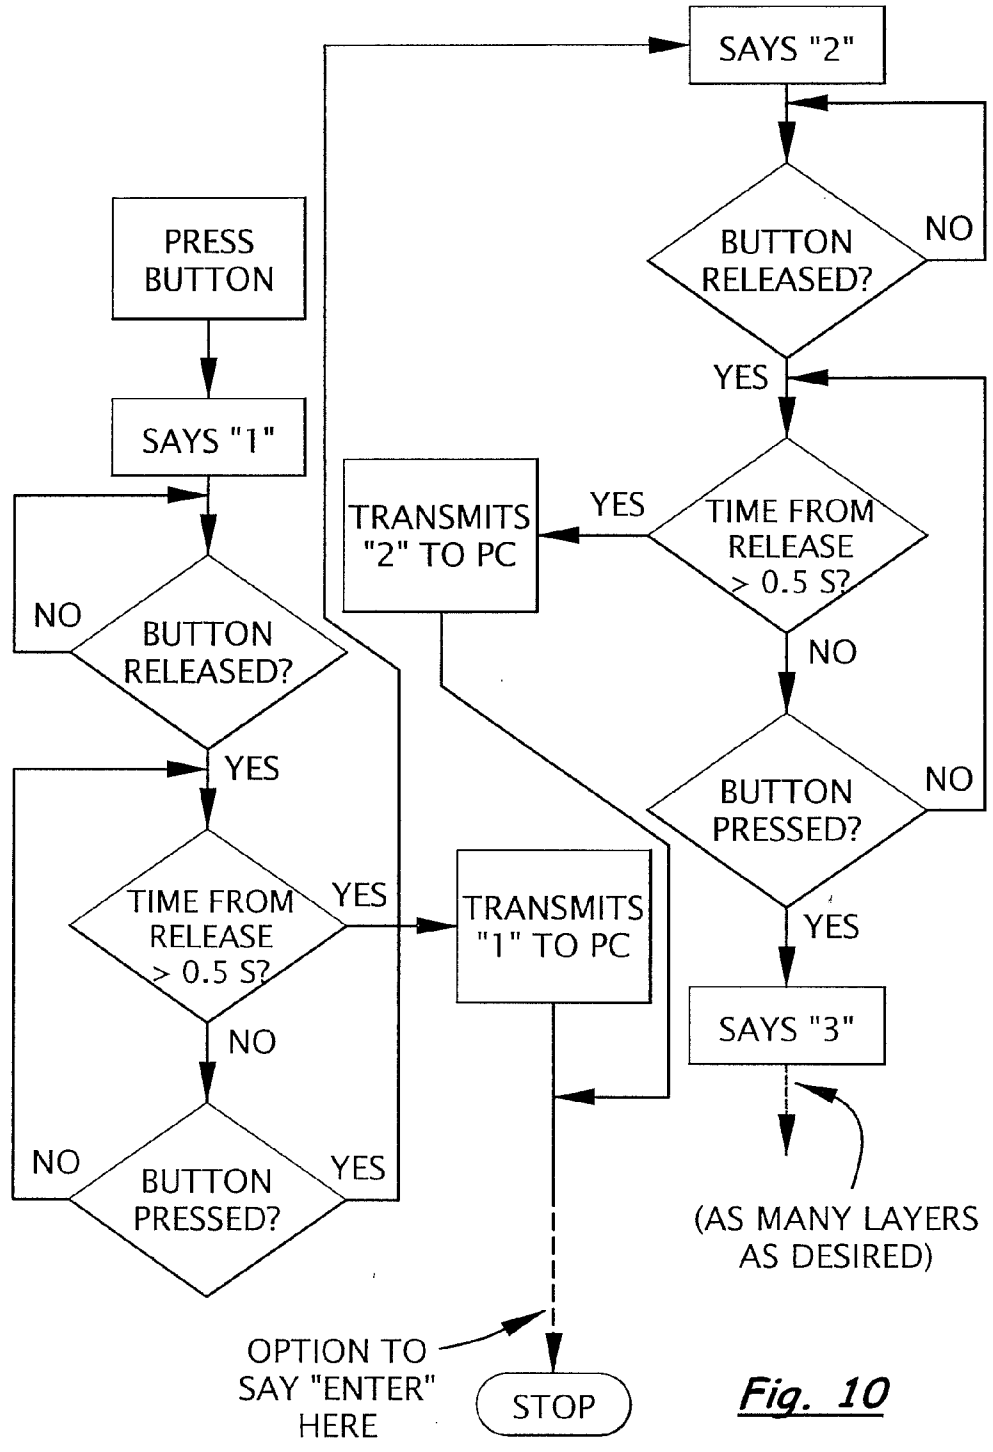 PRESS
BUTTON
SAYS "1"
BUTTON
RELEASED?
NO
YES
TIME FROM
RELEASE
> 0.5 S?
YES
NO
BUTTON
PRESSED?
NO
YES
TRANSMITS
"1" TO PC
OPTION TO
SAY "ENTER"
HERE
STOP
SAYS "2"
BUTTON
RELEASED?
NO
YES
TIME FROM
RELEASE
> 0.5 S?
YES
TRANSMITS
"2" TO PC
NO
BUTTON
PRESSED?
NO
YES
SAYS "3"
(AS MANY LAYERS
AS DESIRED)
Fig. 10